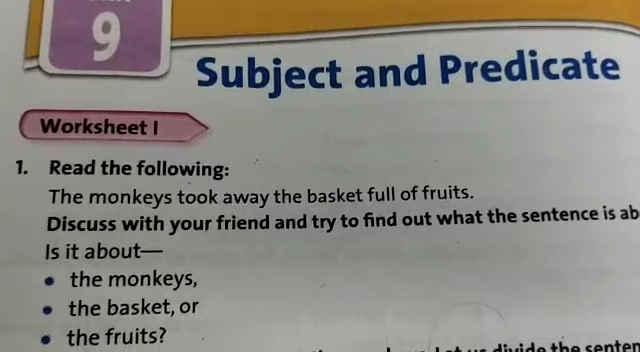 9
Subject and Predicate
Worksheet I
1. Read the following:
The monkeys took away the basket full of fruits.
Discuss with your friend and try to find out what the sentence is
Is it about—
• the monkeys,
• the basket, or
• the fruits?
divide the